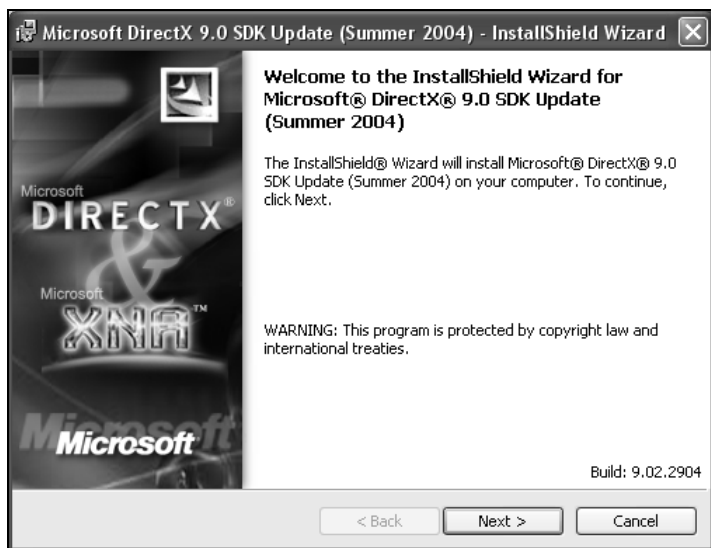 Microsoft DirectX 9.0 SDK Update (Summer 2004) - InstallShield Wizard
Welcome to the InstallShield Wizard for
Microsoft® DirectX® 9.0 SDK Update
(Summer 2004)
The InstallShield® Wizard will install Microsoft® DirectX® 9.0
SDK Update (Summer 2004) on your computer. To continue,
click Next.
Microsoft
DIRECTX®
&
Microsoft
XNA™
WARNING: This program is protected by copyright law and
international treaties.
Microsoft
Microsoft
Build: 9.02.2904
< Back
Next >
Cancel